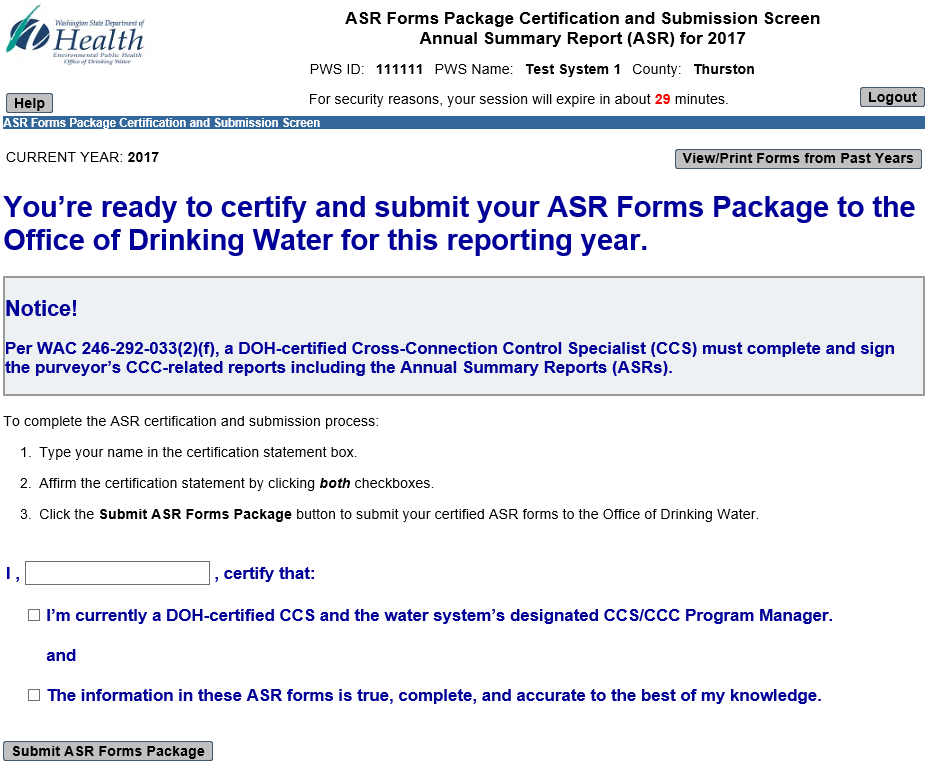 Washington State Department of
Health
Environmental Public Health
Office of Drinking Water
ASR Forms Package Certification and Submission Screen
Annual Summary Report (ASR) for 2017
PWS ID: 111111 PWS Name: Test System 1 County: Thurston
Help
For security reasons, your session will expire in about 29 minutes.
Logout
ASR Forms Package Certification and Submission Screen
CURRENT YEAR: 2017
View/Print Forms from Past Years
You’re ready to certify and submit your ASR Forms Package to the
Office of Drinking Water for this reporting year.
Notice!
Per WAC 246-292-033(2)(f), a DOH-certified Cross-Connection Control Specialist (CCS) must complete and sign
the purveyor’s CCC-related reports including the Annual Summary Reports (ASRs).
To complete the ASR certification and submission process:
1. Type your name in the certification statement box.
2. Affirm the certification statement by clicking both checkboxes.
3. Click the Submit ASR Forms Package button to submit your certified ASR forms to the Office of Drinking Water.
I , , certify that:
I’m currently a DOH-certified CCS and the water system’s designated CCS/CCC Program Manager.
and
The information in these ASR forms is true, complete, and accurate to the best of my knowledge.
Submit ASR Forms Package